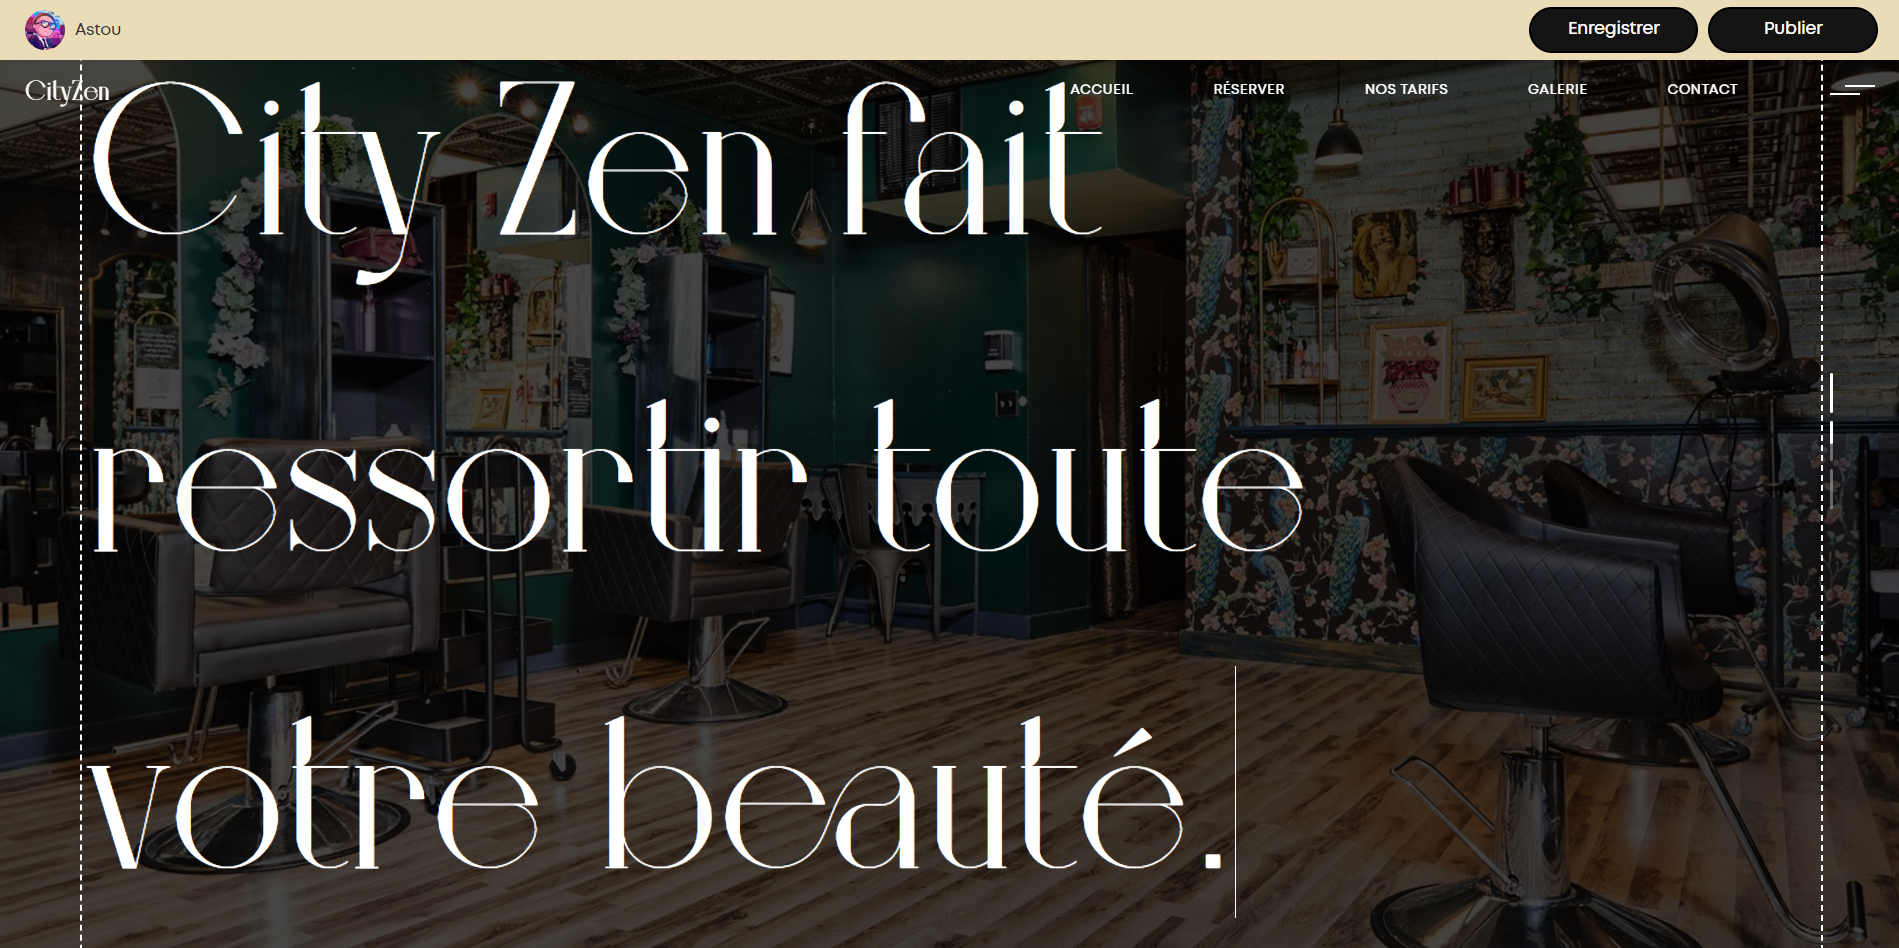 Astou
Enregistrer
Publier
CityZen
ACCUEIL
RÉSERVER
NOS TARIFS
GALERIE
CONTACT
City Zen fait
ressortir toute
votre beauté.